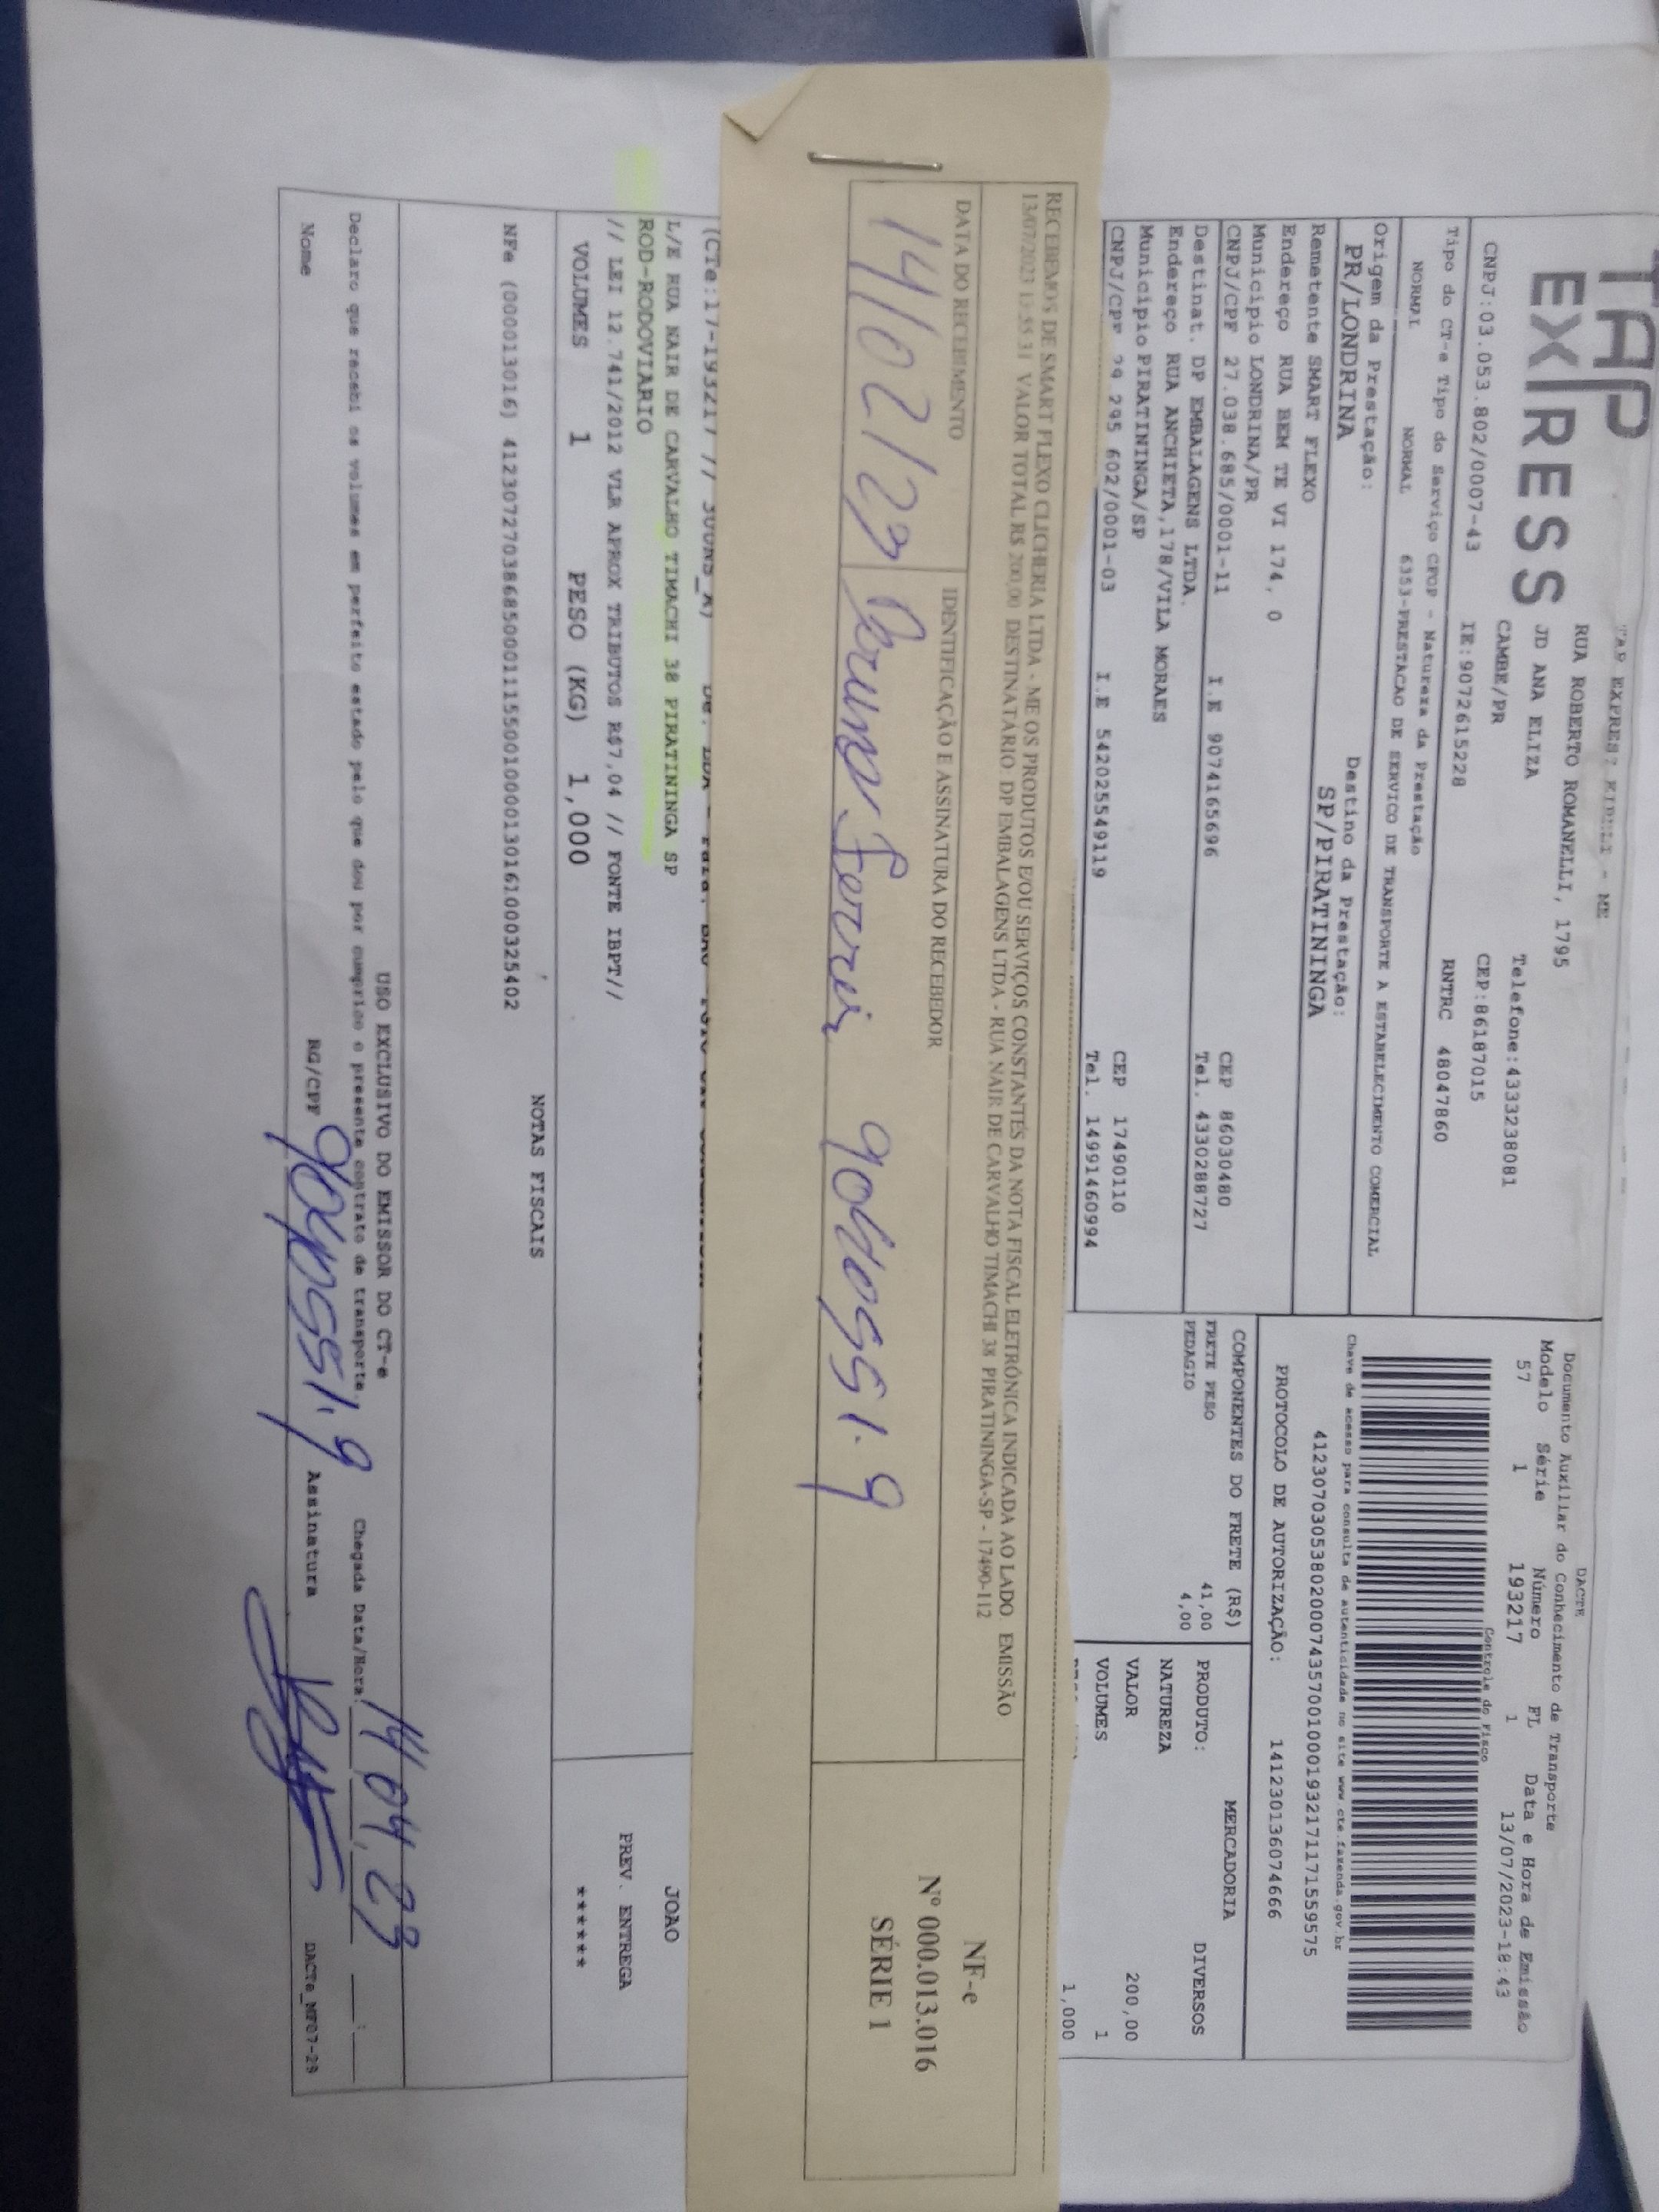 TAP
EXPRESS
RUA ROBERTO ROMANELLI, 1795
JD ANA ELIZA
CAMBE/PR
Telefone:4333238081
CEP:86187015
CNPJ:03.053.802/0007-43 IE:9072615228 RNTRC 48047860
Tipo do CT-e Tipo do Serviço CFOP - Natureza da Prestação
NORMAL NORMAL 6353-PRESTACAO DE SERVICO DE TRANSPORTE A ESTABELECIMENTO COMERCIAL
Origem da Prestação: Destino da Prestação:
PR/LONDRINA SP/PIRATININGA
Remetente SMART FLEXO
Endereço RUA BEM TE VI 174, 0
Municipio LONDRINA/PR CEP 86030480
CNPJ/CPF 27.038.685/0001-11 I.E 9074165696 Tel. 4330288727
Destinat. DP EMBALAGENS LTDA.
Endereço RUA ANCHIETA,178/VILA MORAES
Municipio PIRATININGA/SP CEP 17490110
CNPJ/CPF 29 295 602/0001-03 I.E 542025549119 Tel. 14991460994
DACTE
Documento Auxiliar do Conhecimento de Transporte
Modelo Série Número FL Data e Hora de Emissão
57 1 193217 1 13/07/2023-18:43
Controle do Fisco
Chave de acesso para consulta de autenticidade no site www.cte.fazenda.gov.br
41230703053802000743570010001932171171559575
PROTOCOLO DE AUTORIZAÇÃO: 141230136074666
COMPONENTES DO FRETE (R$)
FRETE PESO 41,00
PEDAGIO 4,00
MERCADORIA
PRODUTO: DIVERSOS
NATUREZA
VALOR 200,00
VOLUMES 1
1,000
RECEBEMOS DE SMART FLEXO CLICHERIA LTDA - ME OS PRODUTOS E/OU SERVIÇOS CONSTANTES DA NOTA FISCAL ELETRÔNICA INDICADA AO LADO EMISSÃO
13/07/2023 13:55:31 VALOR TOTAL R$ 200,00 DESTINATÁRIO: DP EMBALAGENS LTDA - RUA NAIR DE CARVALHO TIMACHI 38 PIRATININGA-SP - 17490-112
DATA DO RECEBIMENTO IDENTIFICAÇÃO E ASSINATURA DO RECEBEDOR
14/02/23
NF-e
Nº 000.013.016
SÉRIE 1
L/E RUA NAIR DE CARVALHO TIMACHI 38 PIRATININGA SP
ROD-RODOVIARIO
// LEI 12.741/2012 VLR APROX TRIBUTOS R$7,04 // FONTE IBPT//
JOAO
PREV. ENTREGA
******
VOLUMES 1 PESO (KG) 1,000
NOTAS FISCAIS
NFe (000013016) 41230727038685000111550010000130161000325402
USO EXCLUSIVO DO EMISSOR DO CT-e
Declaro que recebi os volumes em perfeito estado pelo que dou por cumprido o presente contrato de transporte.
Chegada Data/Hora: 14/04/23
Nome RG/CPF Assinatura
DACTe_MF07-29